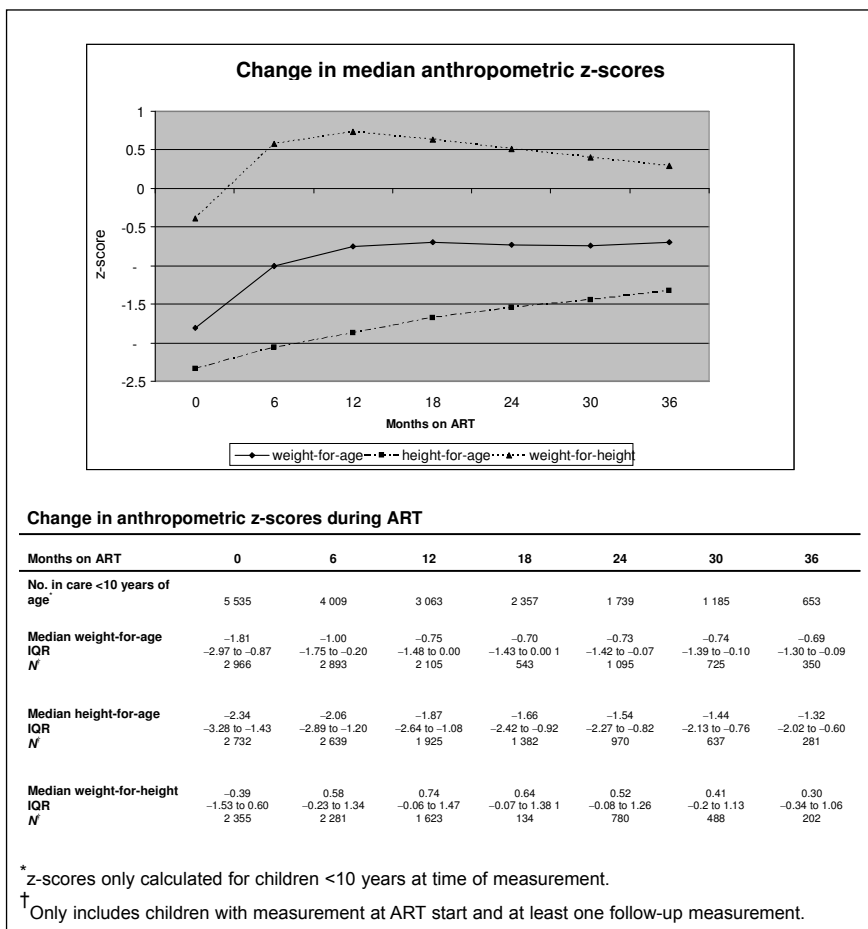 Change in median anthropometric z-scores
1
0.5
0
-0.5
-
-1.5
-
-2.5
z-score
0 6 12 18 24 30 36
Months on ART
weight-for-age height-for-age weight-for-height
Change in anthropometric z-scores during ART
Months on ART 0 6 12 18 24 30 36
No. in care <10 years of
age* 5 535 4 009 3 063 2 357 1 739 1 185 653
Median weight-for-age −1.81 −1.00 −0.75 −0.70 −0.73 −0.74 −0.69
IQR −2.97 to −0.87 −1.75 to −0.20 −1.48 to 0.00 −1.43 to 0.00 1 −1.42 to −0.07 −1.39 to −0.10 −1.30 to −0.09
N† 2 966 2 893 2 105 543 1 095 725 350
Median height-for-age −2.34 −2.06 −1.87 −1.66 −1.54 −1.44 −1.32
IQR −3.28 to −1.43 −2.89 to −1.20 −2.64 to −1.08 −2.42 to −0.92 −2.27 to −0.82 −2.13 to −0.76 −2.02 to −0.60
N† 2 732 2 639 1 925 1 382 970 637 281
Median weight-for-height −0.39 0.58 0.74 0.64 0.52 0.41 0.30
IQR −1.53 to 0.60 −0.23 to 1.34 −0.06 to 1.47 −0.07 to 1.38 1 −0.08 to 1.26 −0.2 to 1.13 −0.34 to 1.06
N† 2 355 2 281 1 623 134 780 488 202
*z-scores only calculated for children <10 years at time of measurement.
†Only includes children with measurement at ART start and at least one follow-up measurement.